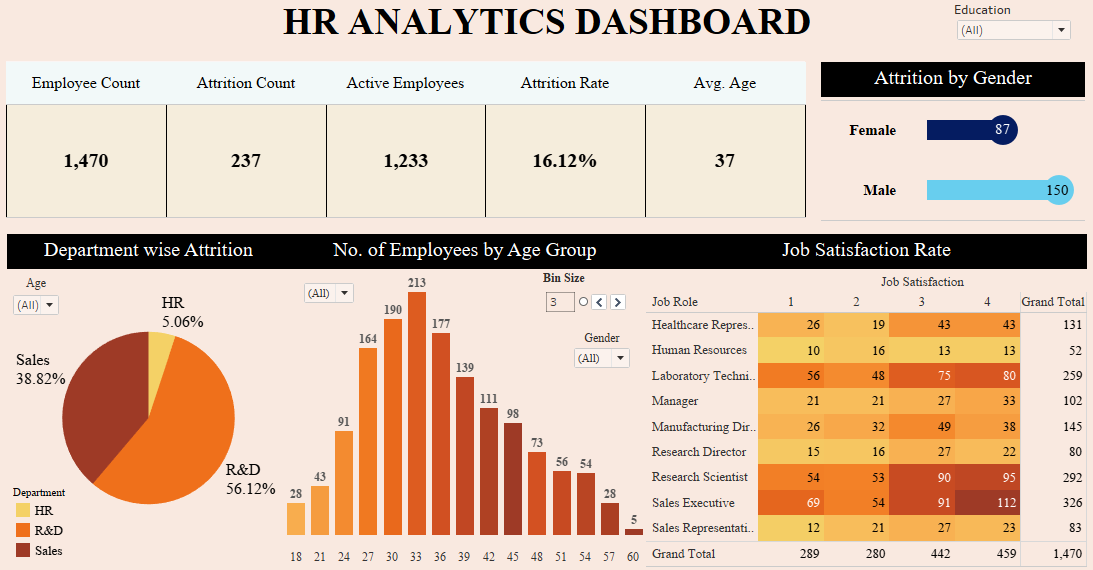 HR ANALYTICS DASHBOARD
Education
(All)
Employee Count Attrition Count Active Employees Attrition Rate Avg. Age
1,470 237 1,233 16.12% 37
Attrition by Gender
Female 87
Male 150
Department wise Attrition
Age
(All)
HR
5.06%
Sales
38.82%
R&D
56.12%
Department
HR
R&D
Sales
No. of Employees by Age Group
(All)
Bin Size
3
Gender
(All)
28 43 91 164 190 213 177 139 111 98 73 56 54 28 5
18 21 24 27 30 33 36 39 42 45 48 51 54 57 60
Job Satisfaction Rate
Job Satisfaction
Job Role 1 2 3 4 Grand Total
Healthcare Repres.. 26 19 43 43 131
Human Resources 10 16 13 13 52
Laboratory Techni.. 56 48 75 80 259
Manager 21 21 27 33 102
Manufacturing Dir.. 26 32 49 38 145
Research Director 15 16 27 22 80
Research Scientist 54 53 90 95 292
Sales Executive 69 54 91 112 326
Sales Representati.. 12 21 27 23 83
Grand Total 289 280 442 459 1,470